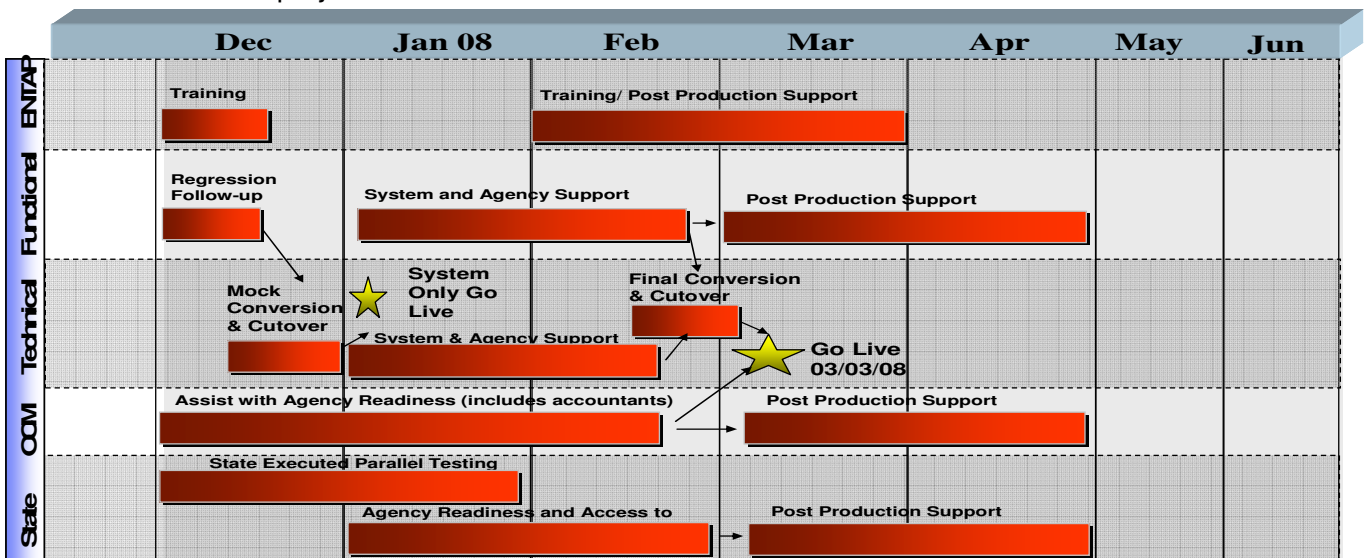 Dec Jan 08 Feb Mar Apr May Jun
ENTAP
Training
Training/ Post Production Support
Functional
Regression
Follow-up
System and Agency Support
Post Production Support
Technical
Mock
Conversion
& Cutover
System
Only Go
Live
System & Agency Support
Final Conversion
& Cutover
Go Live
03/03/08
Assist with Agency Readiness (includes accountants)
Post Production Support
State
State Executed Parallel Testing
Agency Readiness and Access to
Post Production Support